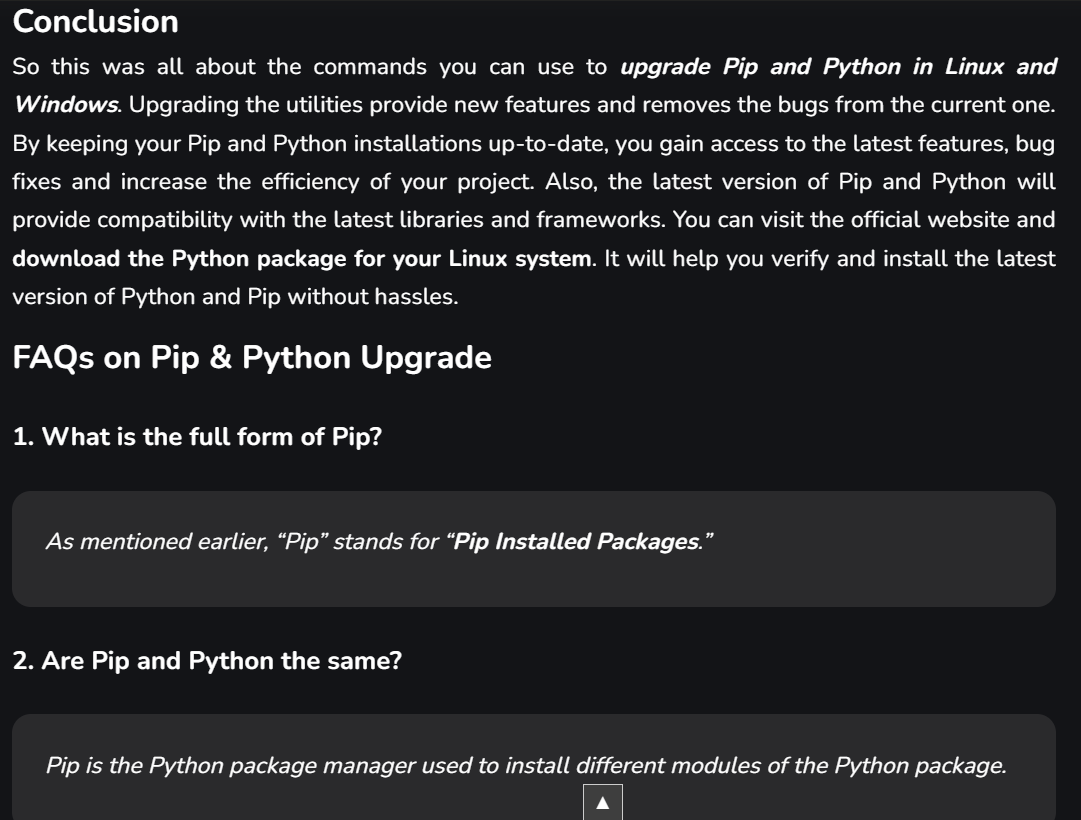 Conclusion
So this was all about the commands you can use to upgrade Pip and Python in Linux and
Windows. Upgrading the utilities provide new features and removes the bugs from the current one.
By keeping your Pip and Python installations up-to-date, you gain access to the latest features, bug
fixes and increase the efficiency of your project. Also, the latest version of Pip and Python will
provide compatibility with the latest libraries and frameworks. You can visit the official website and
download the Python package for your Linux system. It will help you verify and install the latest
version of Python and Pip without hassles.
FAQs on Pip & Python Upgrade
1. What is the full form of Pip?
As mentioned earlier, “Pip” stands for “Pip Installed Packages.”
2. Are Pip and Python the same?
Pip is the Python package manager used to install different modules of the Python package.